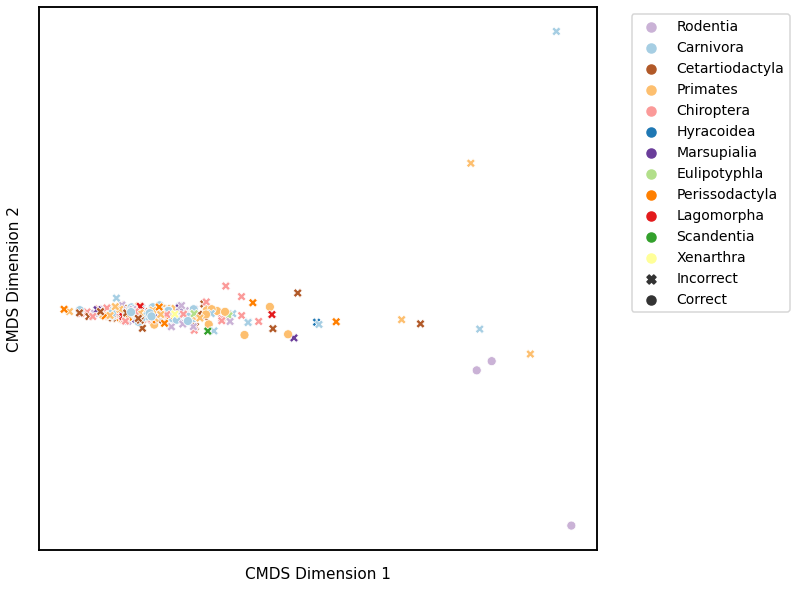 Rodentia
Carnivora
Cetartiodactyla
Primates
Chiroptera
Hyracoidea
Marsupialia
Eulipotyphla
Perissodactyla
Lagomorpha
Scandentia
Xenarthra
Incorrect
Correct
CMDS Dimension 2
CMDS Dimension 1